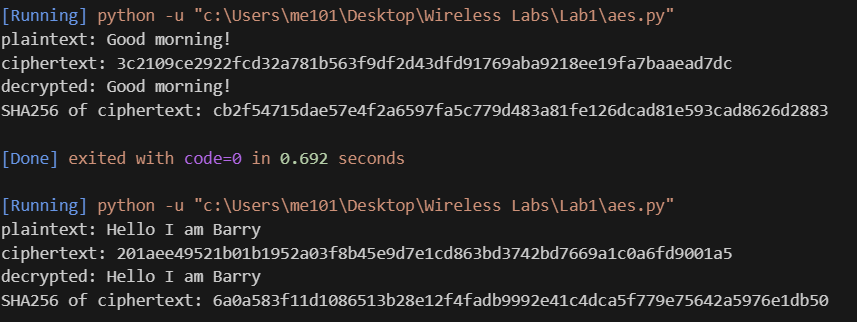 [Running] python -u "c:\Users\me101\Desktop\Wireless Labs\Lab1\aes.py"
plaintext: Good morning!
ciphertext: 3c2109ce2922fcd32a781b563f9df2d43dfd91769aba9218ee19fa7baaead7dc
decrypted: Good morning!
SHA256 of ciphertext: cb2f54715dae57e4f2a6597fa5c779d483a81fe126dcad81e593cad8626d2883
[Done] exited with code=0 in 0.692 seconds
[Running] python -u "c:\Users\me101\Desktop\Wireless Labs\Lab1\aes.py"
plaintext: Hello I am Barry
ciphertext: 201aee49521b01b1952a03f8b45e9d7e1cd863bd3742bd7669a1c0a6fd9001a5
decrypted: Hello I am Barry
SHA256 of ciphertext: 6a0a583f11d1086513b28e12f4fadb9992e41c4dca5f779e75642a5976e1db50